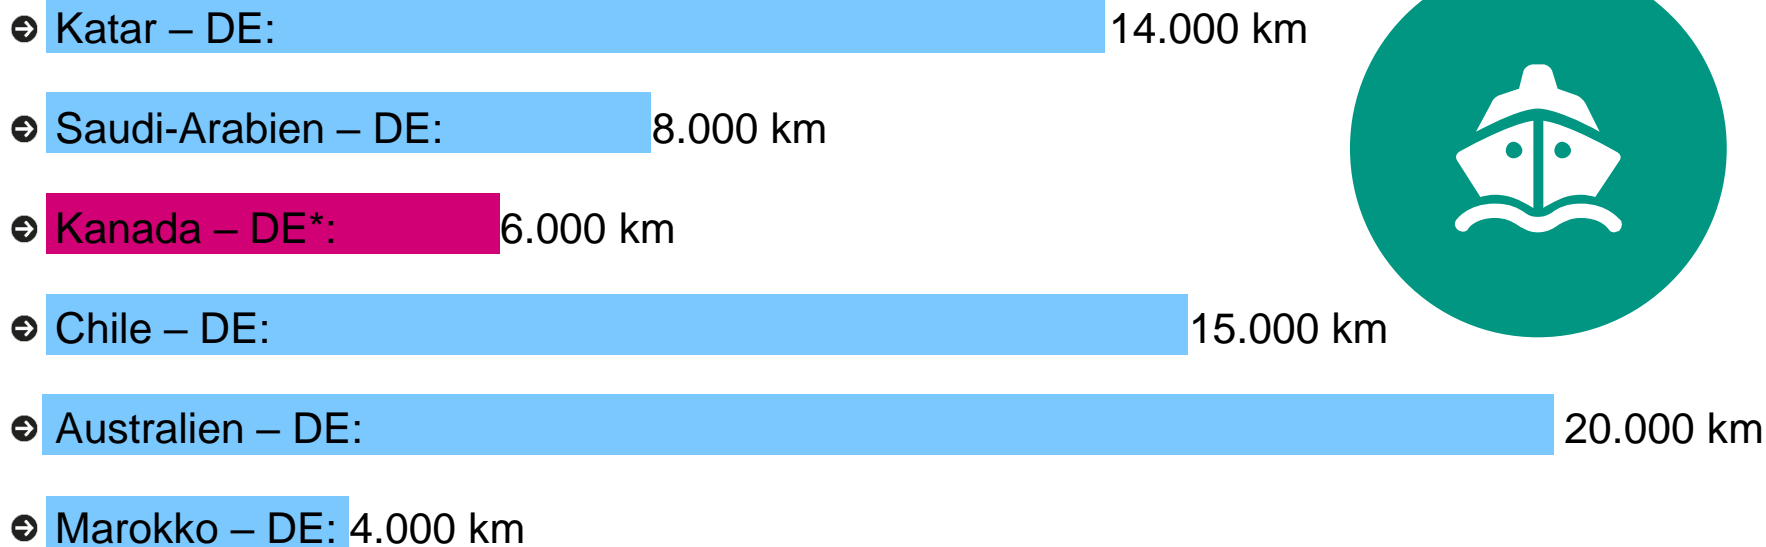 Katar – DE: 14.000 km
Saudi-Arabien – DE: 8.000 km
Kanada – DE*: 6.000 km
Chile – DE: 15.000 km
Australien – DE: 20.000 km
Marokko – DE: 4.000 km